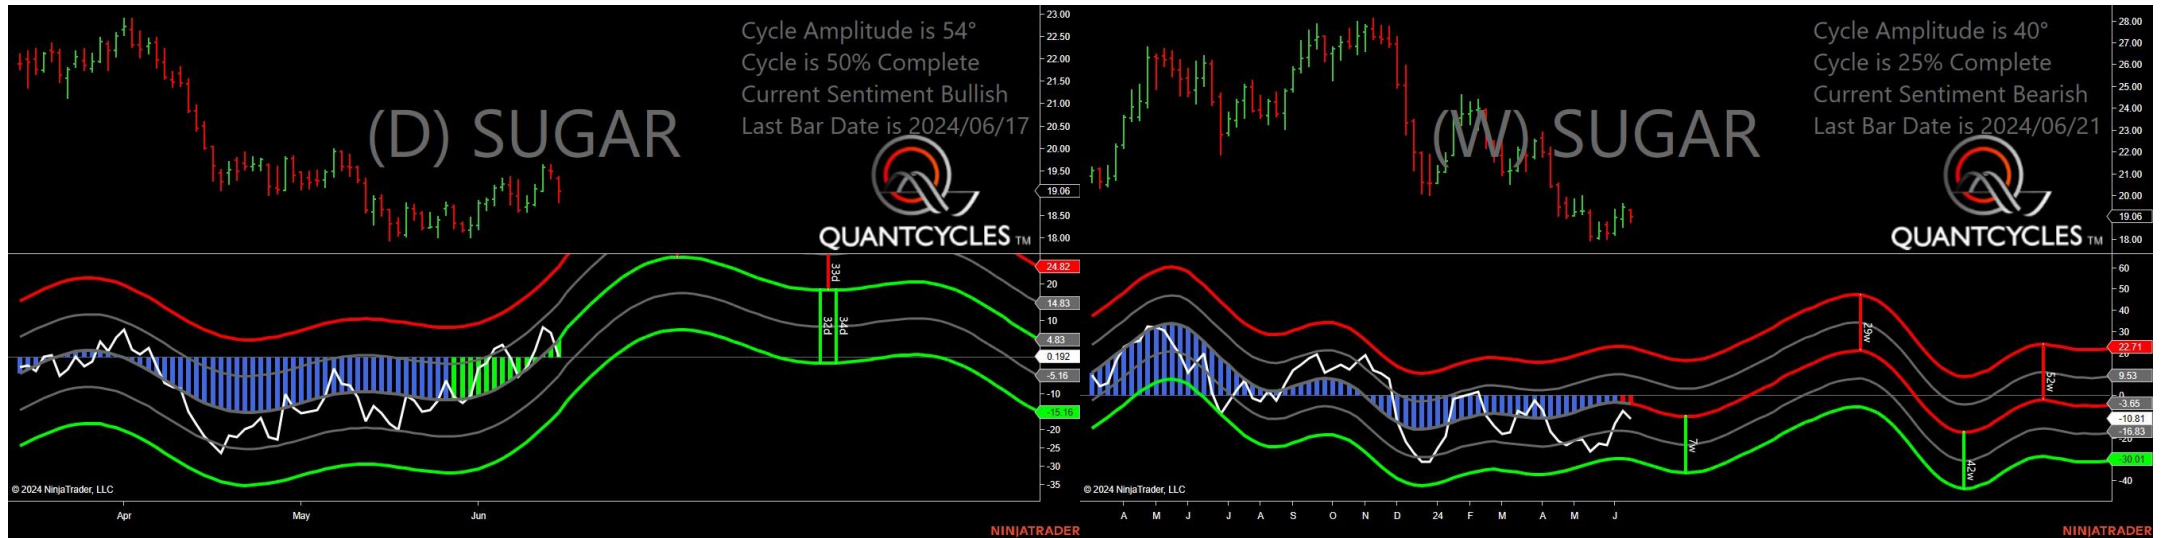 Cycle Amplitude is 54°
Cycle is 50% Complete
Current Sentiment Bullish
Last Bar Date is 2024/06/17
(D) SUGAR
QUANTCYCLES TM
23.00
22.50
22.00
21.50
21.00
20.50
20.00
19.50
19.06
18.50
18.00
24.82
20
14.83
10
4.83
0.192
-5.16
-10
-15.16
-20
-25
-30
-35
33d
32d
34d
© 2024 NinjaTrader, LLC
Apr
May
Jun
NINJATRADER
Cycle Amplitude is 40°
Cycle is 25% Complete
Current Sentiment Bearish
Last Bar Date is 2024/06/21
(W) SUGAR
QUANTCYCLES TM
28.00
27.00
26.00
25.00
24.00
23.00
22.00
21.00
20.00
19.06
18.00
60
50
40
30
22.71
9.53
-3.65
-10.81
-16.83
-30.01
-40
29w
52w
7w
42w
© 2024 NinjaTrader, LLC
A
M
J
J
A
S
O
N
D
24
F
M
A
M
J
NINJATRADER